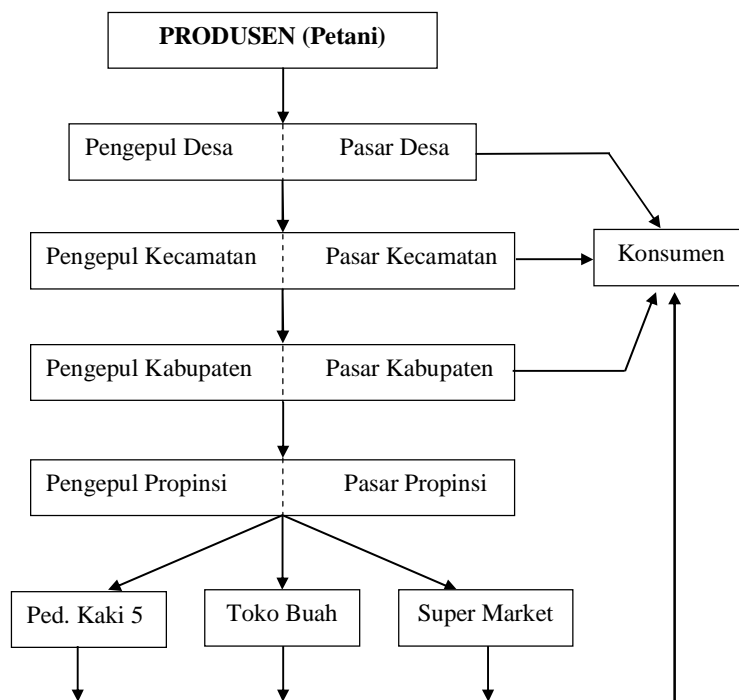 PRODUSEN (Petani)
Pengepul Desa Pasar Desa
Pengepul Kecamatan Pasar Kecamatan
Konsumen
Pengepul Kabupaten Pasar Kabupaten
Pengepul Propinsi Pasar Propinsi
Ped. Kaki 5
Toko Buah
Super Market